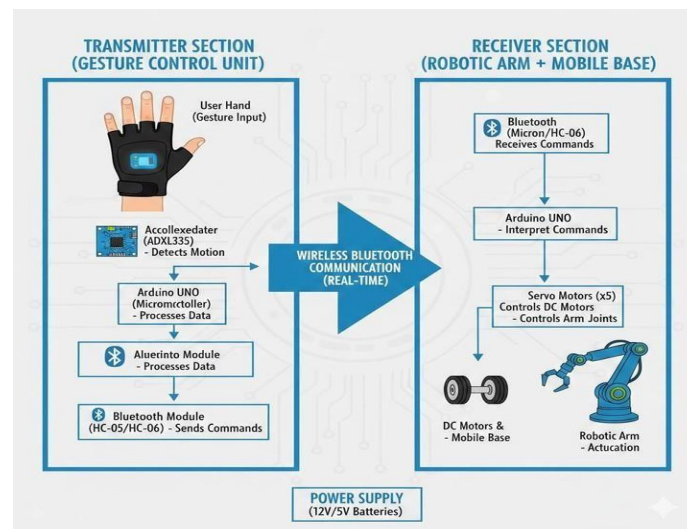 TRANSMITTER SECTION
(GESTURE CONTROL UNIT)
User Hand
(Gesture Input)
Accollexedater
(ADXL335)
- Detects Motion
Arduino UNO
(Micromctoller)
- Processes Data
Aluerinto Module
- Processes Data
Bluetooth Module
(HC-05/HC-06) - Sends Commands
WIRELESS BLUETOOTH
COMMUNICATION
(REAL-TIME)
RECEIVER SECTION
(ROBOTIC ARM + MOBILE BASE)
Bluetooth
(Micron/HC-06)
Receives Commands
Arduino UNO
- Interpret Commands
Servo Motors (x5)
Controls DC Motors
- Controls Arm Joints
DC Motors &
- Mobile Base
Robotic Arm
- Actucation
POWER SUPPLY
(12V/5V Batteries)